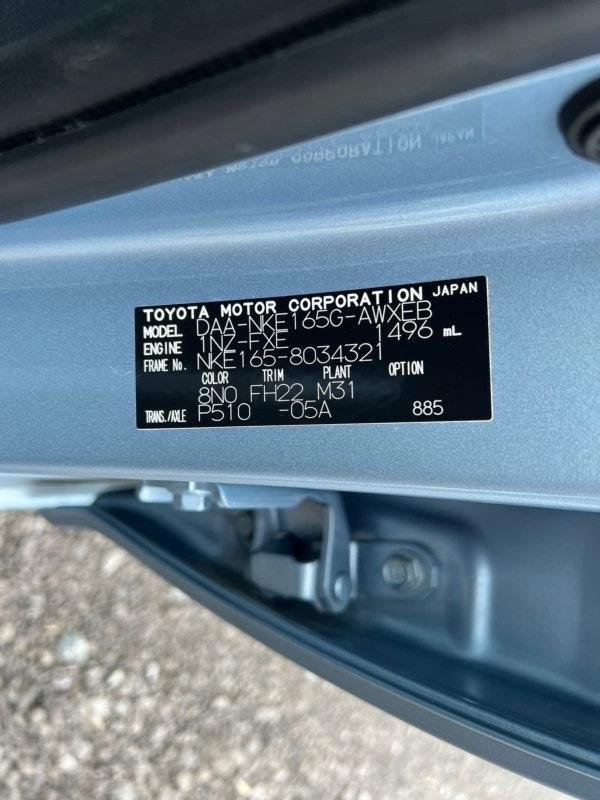 TOYOTA MOTOR CORPORATION JAPAN
MODEL DAA-NKE165G-AWXEB
ENGINE 1NZ-FXE 1496 mL
FRAME No. NKE165-8034321
COLOR TRIM PLANT OPTION
8N0 FH22 M31
TRANS./AXLE P510 -05A 885